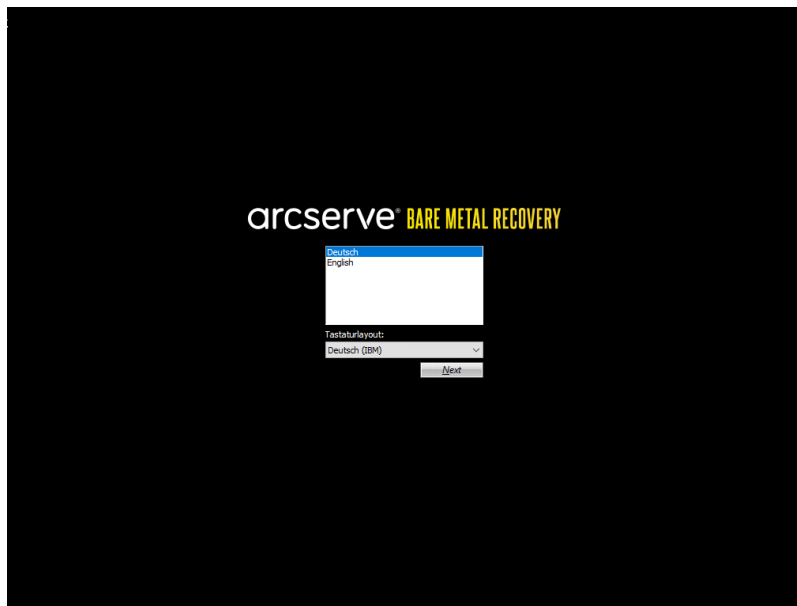 arcserve® BARE METAL RECOVERY
Deutsch
English
Tastaturlayout:
Deutsch (IBM)
Next